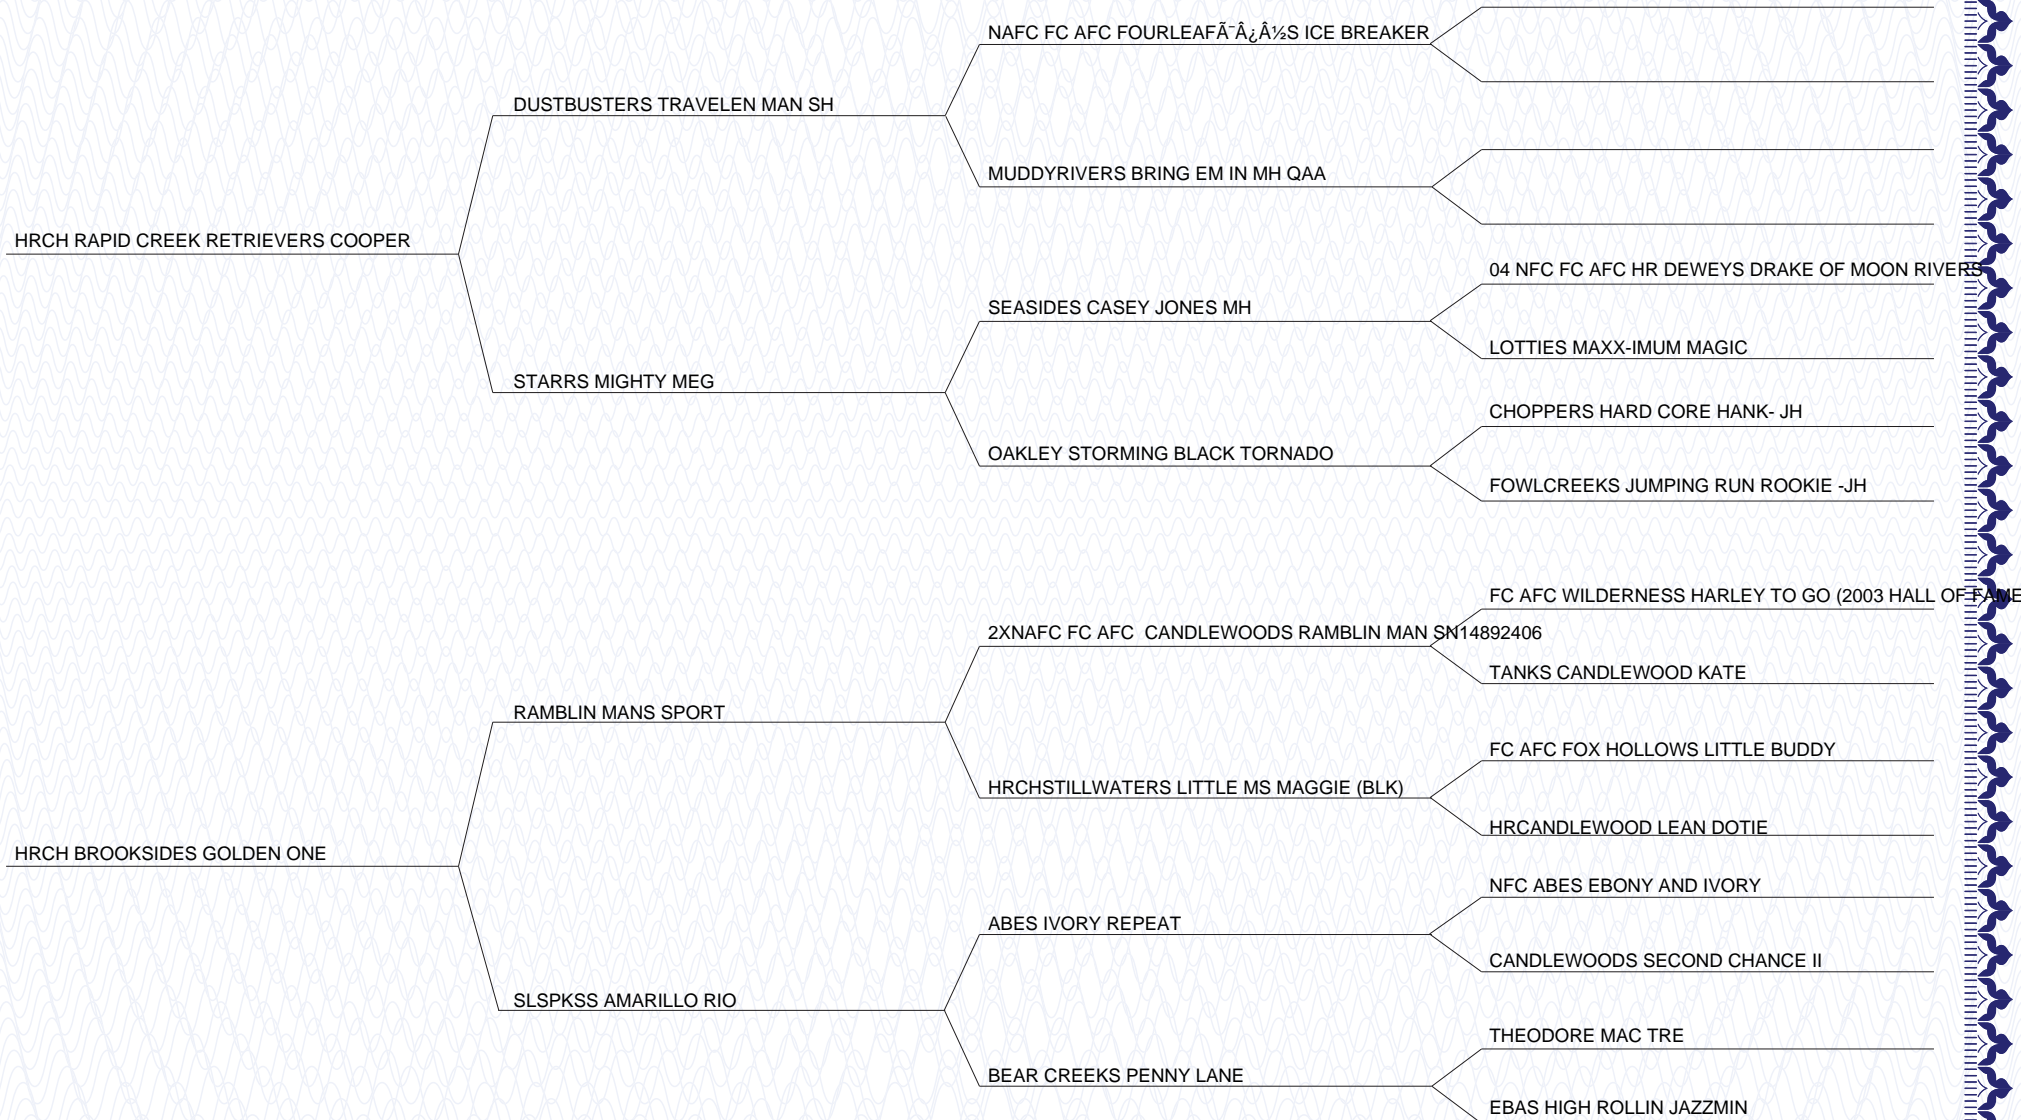 NAFC FC AFC FOURLEAFÃ¯Â¿Â½S ICE BREAKER
DUSTBUSTERS TRAVELEN MAN SH
MUDDYRIVERS BRING EM IN MH QAA
HRCH RAPID CREEK RETRIEVERS COOPER
04 NFC FC AFC HR DEWEYS DRAKE OF MOON RIVERS
SEASIDES CASEY JONES MH
LOTTIES MAXX-IMUM MAGIC
STARRS MIGHTY MEG
CHOPPERS HARD CORE HANK- JH
OAKLEY STORMING BLACK TORNADO
FOWLCREEKS JUMPING RUN ROOKIE -JH
FC AFC WILDERNESS HARLEY TO GO (2003 HALL OF FAME
2XNAFC FC AFC  CANDLEWOODS RAMBLIN MAN SN14892406
TANKS CANDLEWOOD KATE
RAMBLIN MANS SPORT
FC AFC FOX HOLLOWS LITTLE BUDDY
HRCHSTILLWATERS LITTLE MS MAGGIE (BLK)
HRCANDLEWOOD LEAN DOTIE
HRCH BROOKSIDES GOLDEN ONE
NFC ABES EBONY AND IVORY
ABES IVORY REPEAT
CANDLEWOODS SECOND CHANCE II
SLSPKSS AMARILLO RIO
THEODORE MAC TRE
BEAR CREEKS PENNY LANE
EBAS HIGH ROLLIN JAZZMIN